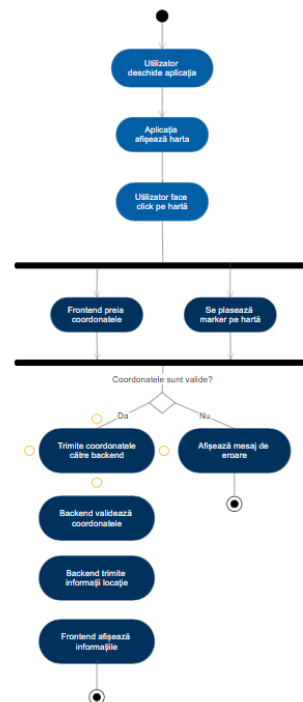 Utilizator
deschide aplicația
Aplicația
afișează harta
Utilizator face
click pe hartă
Frontend preia
coordonatele
Se plasează
marker pe hartă
Coordonatele sunt valide?
Da
Nu
Trimite coordonatele
către backend
Afișează mesaj de
eroare
Backend validează
coordonatele
Backend trimite
informații locație
Frontend afișează
informațiile